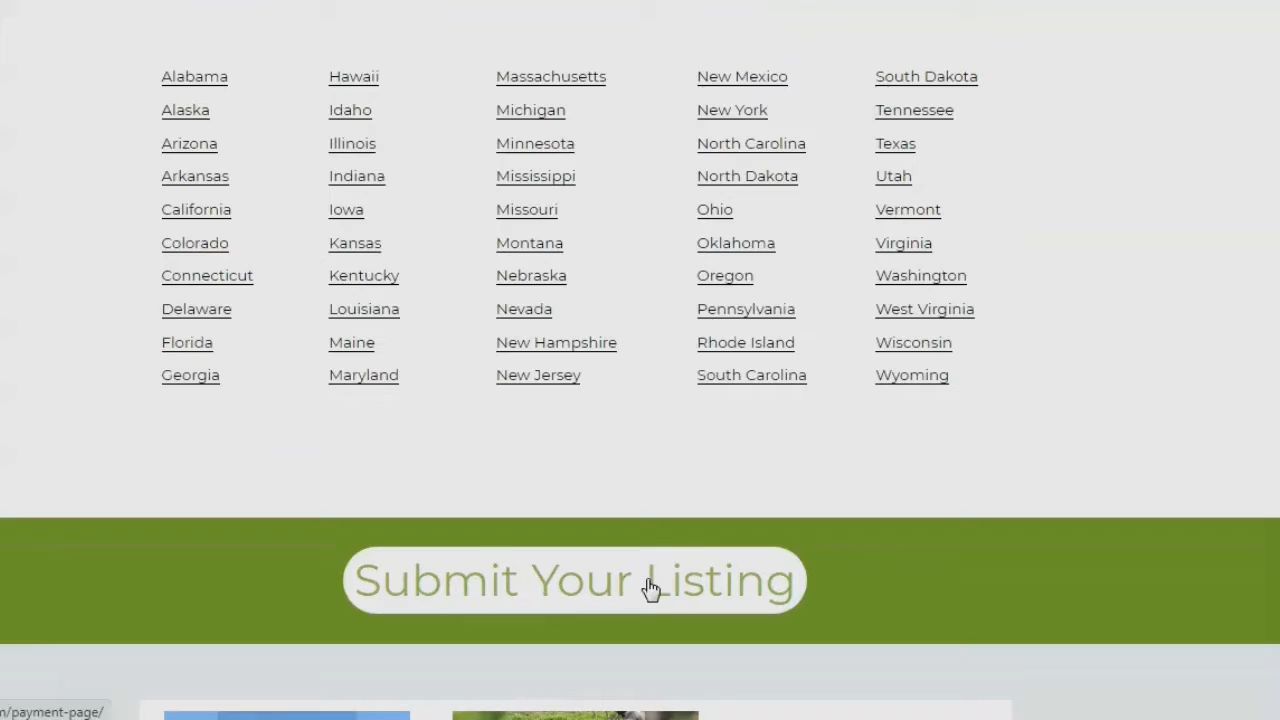 Alabama Hawaii Massachusetts New Mexico South Dakota
Alaska Idaho Michigan New York Tennessee
Arizona Illinois Minnesota North Carolina Texas
Arkansas Indiana Mississippi North Dakota Utah
California Iowa Missouri Ohio Vermont
Colorado Kansas Montana Oklahoma Virginia
Connecticut Kentucky Nebraska Oregon Washington
Delaware Louisiana Nevada Pennsylvania West Virginia
Florida Maine New Hampshire Rhode Island Wisconsin
Georgia Maryland New Jersey South Carolina Wyoming
Submit Your Listing
m/payment-page/